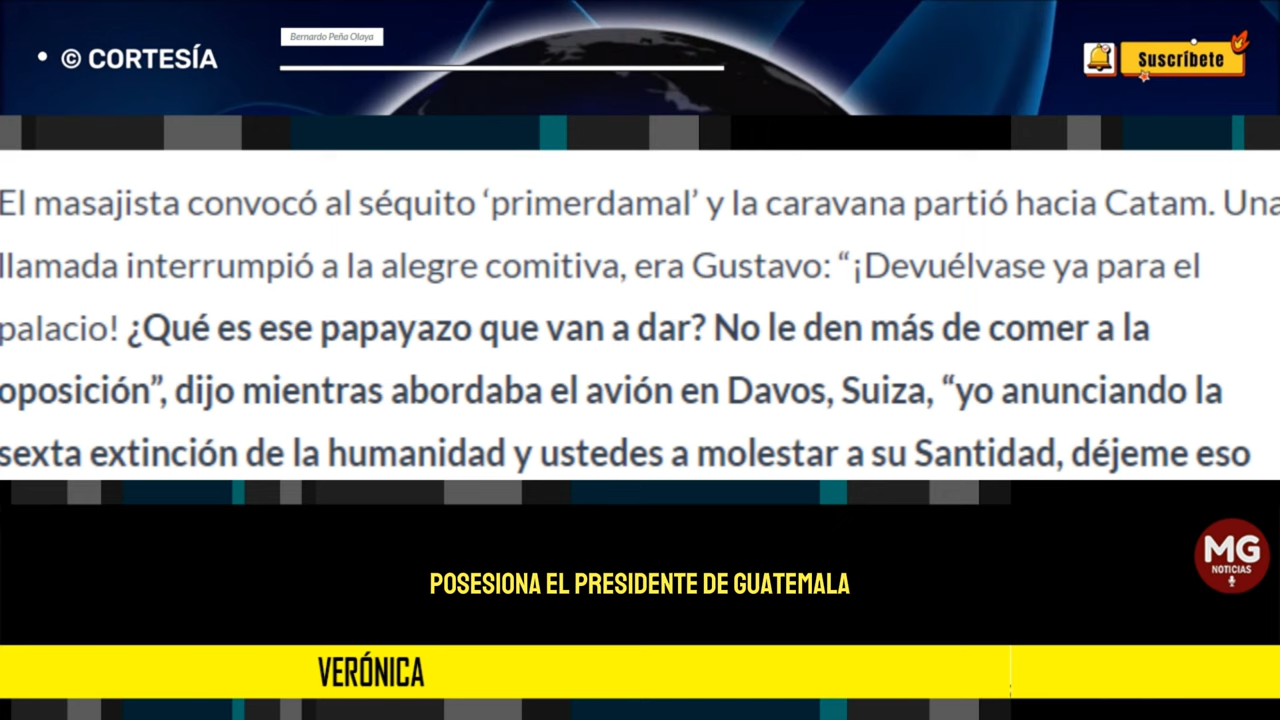 • © CORTESÍA
Bernardo Peña Olaya
Suscríbete
El masajista convocó al séquito ‘primerdamal’ y la caravana partió hacia Catam. Una
llamada interrumpió a la alegre comitiva, era Gustavo: “¡Devuélvase ya para el
palacio! ¿Qué es ese papayazo que van a dar? No le den más de comer a la
oposición”, dijo mientras abordaba el avión en Davos, Suiza, “yo anunciando la
sexta extinción de la humanidad y ustedes a molestar a su Santidad, déjeme eso
MG
NOTICIAS
POSESIONA EL PRESIDENTE DE GUATEMALA
VERÓNICA